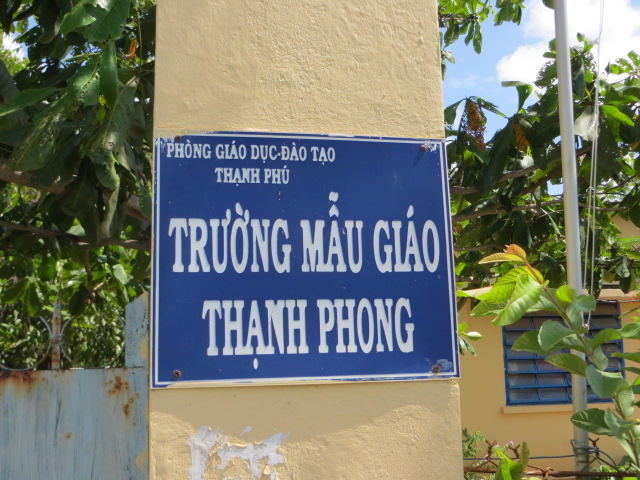 PHÒNG GIÁO DỤC-ĐÀO TẠO
THẠNH PHÚ
TRƯỜNG MẪU GIÁO
THẠNH PHONG